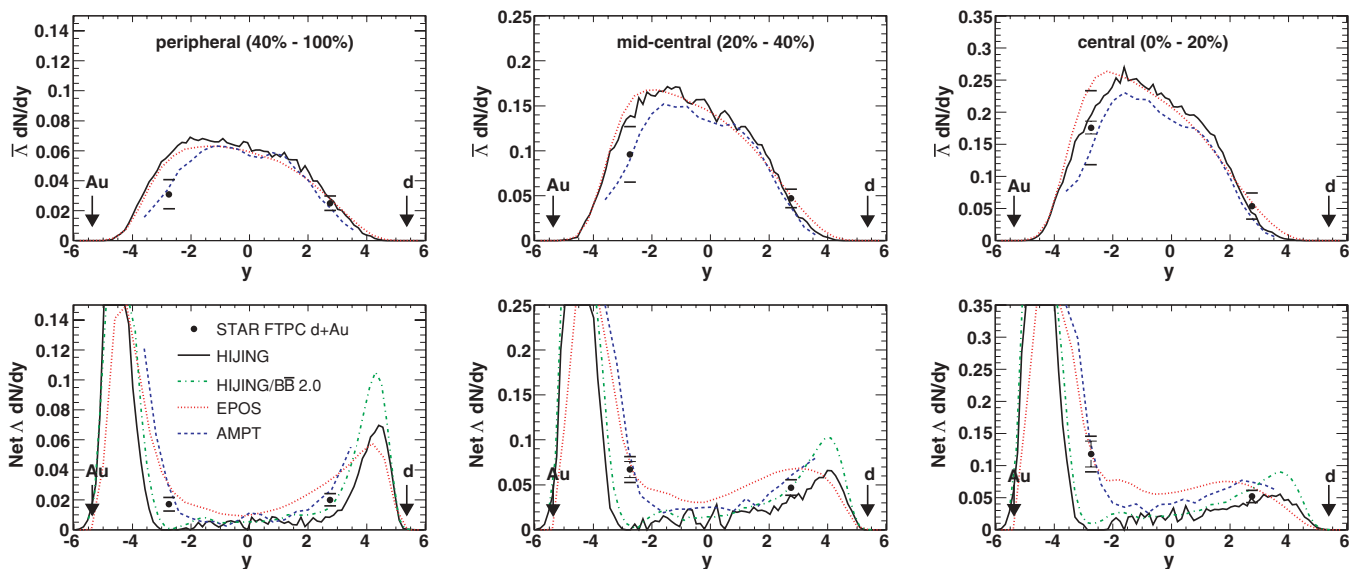 peripheral (40% - 100%)
Λ̅ dN/dy
0.14
0.12
0.1
0.08
0.06
0.04
0.02
0
Au
d
-6 -4 -2 0 2 4 6
y
mid-central (20% - 40%)
Λ̅ dN/dy
0.25
0.2
0.15
0.1
0.05
0
Au
d
-6 -4 -2 0 2 4 6
y
central (0% - 20%)
Λ̅ dN/dy
0.35
0.3
0.25
0.2
0.15
0.1
0.05
0
Au
d
-6 -4 -2 0 2 4 6
y
Net Λ dN/dy
0.14
0.12
0.1
0.08
0.06
0.04
0.02
0
STAR FTPC d+Au
HIJING
HIJING/BB̅ 2.0
EPOS
AMPT
Au
d
-6 -4 -2 0 2 4 6
y
Net Λ dN/dy
0.25
0.2
0.15
0.1
0.05
0
Au
d
-6 -4 -2 0 2 4 6
y
Net Λ dN/dy
0.35
0.3
0.25
0.2
0.15
0.1
0.05
0
Au
d
-6 -4 -2 0 2 4 6
y